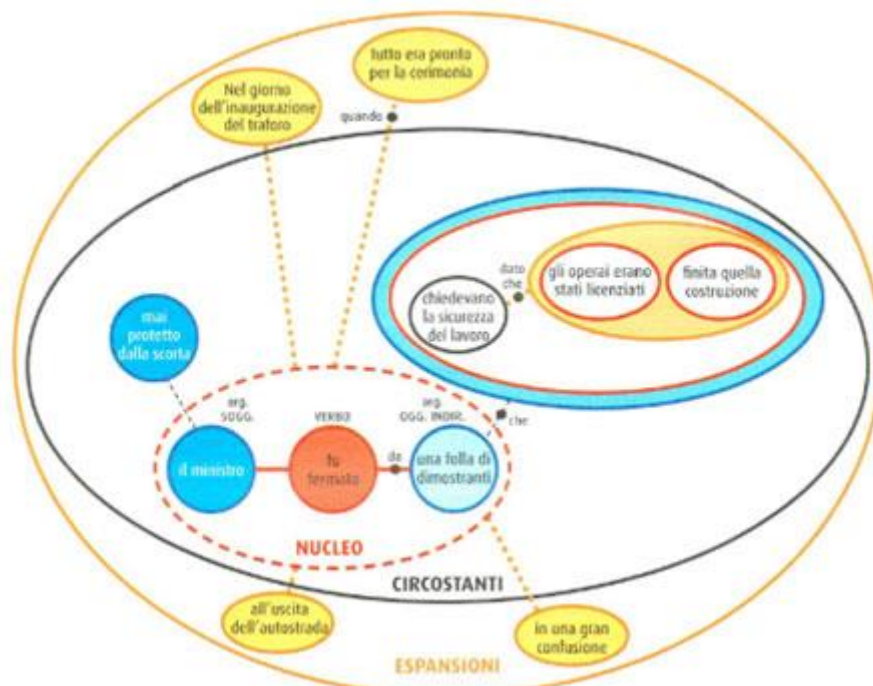 tutto era pronto
per la cerimonia
Nel giorno
dell'inaugurazione
del traforo
quando
dato
che
gli operai erano
stati licenziati
finita quella
costruzione
chiedevano
la sicurezza
del lavoro
mai
protetto
dalla scorta
arg.
SOGG.
VERBO
arg.
OGG. INDIR.
che
il ministro
fu
fermato
da
una folla di
dimostranti
NUCLEO
CIRCOSTANTI
all'uscita
dell'autostrada
in una gran
confusione
ESPANSIONI